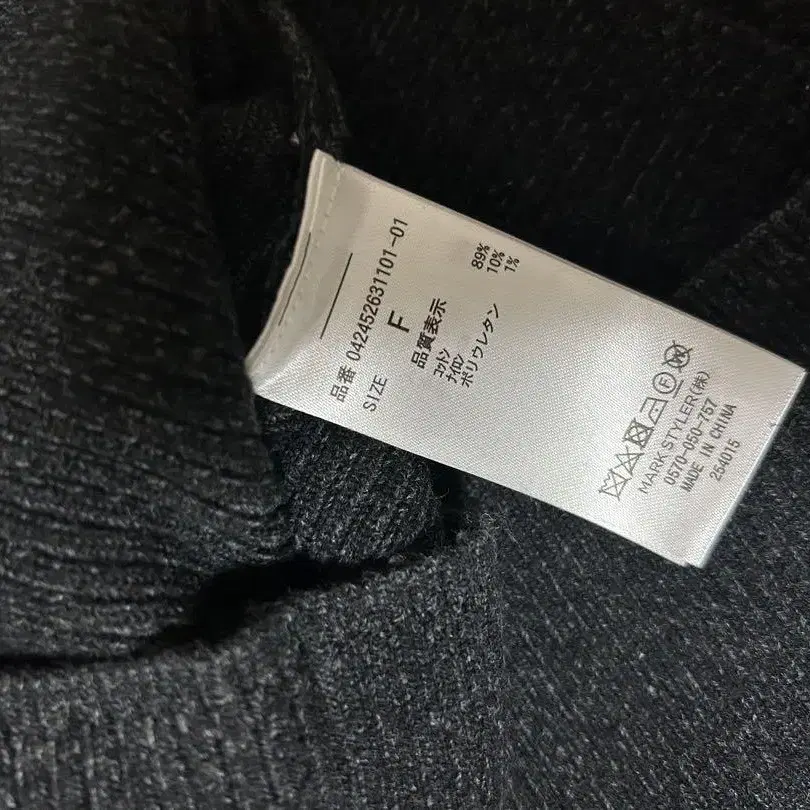 品番 042452631101-01
SIZE F
品質表示
コットン 89%
ナイロン 10%
ポリウレタン 1%
MARK STYLER(株)
0570-050-757
MADE IN CHINA
254015